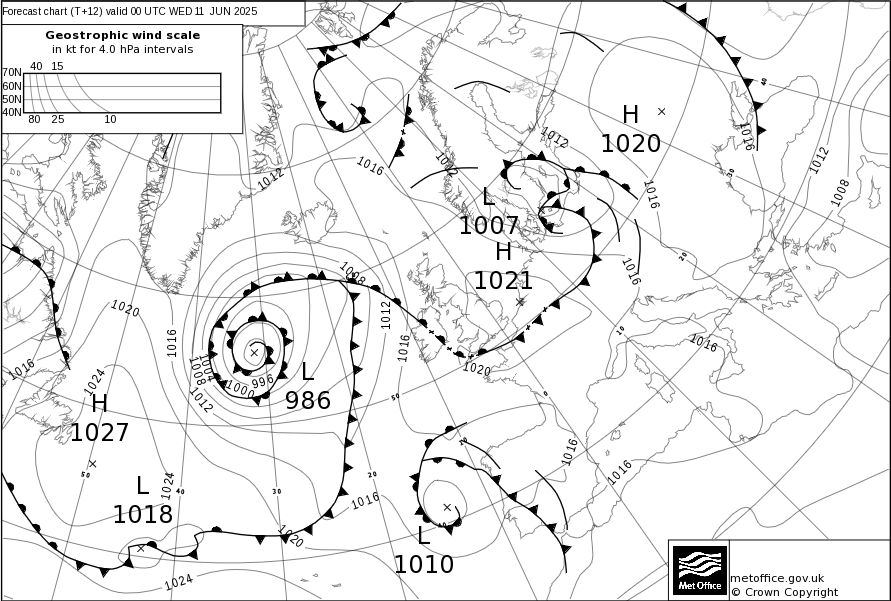 Forecast chart (T+12) valid 00 UTC WED 11 JUN 2025
Geostrophic wind scale
in kt for 4.0 hPa intervals
40 15
70N
60N
50N
40N
80 25 10
40
H
1020
1016
1012
1012
1016
1012
30
1008
1012
1016
L
1007
H
1021
20
1016
1008
1020
1012
10
1016
1016
1016
1004
1008
1020
1016
1024
996
1000
L
986
0
50
1012
H
1027
10
1016
1016
50
1024
40
30
20
L
1018
1016
10
1020
L
1010
1024
Met Office
metoffice.gov.uk
© Crown Copyright